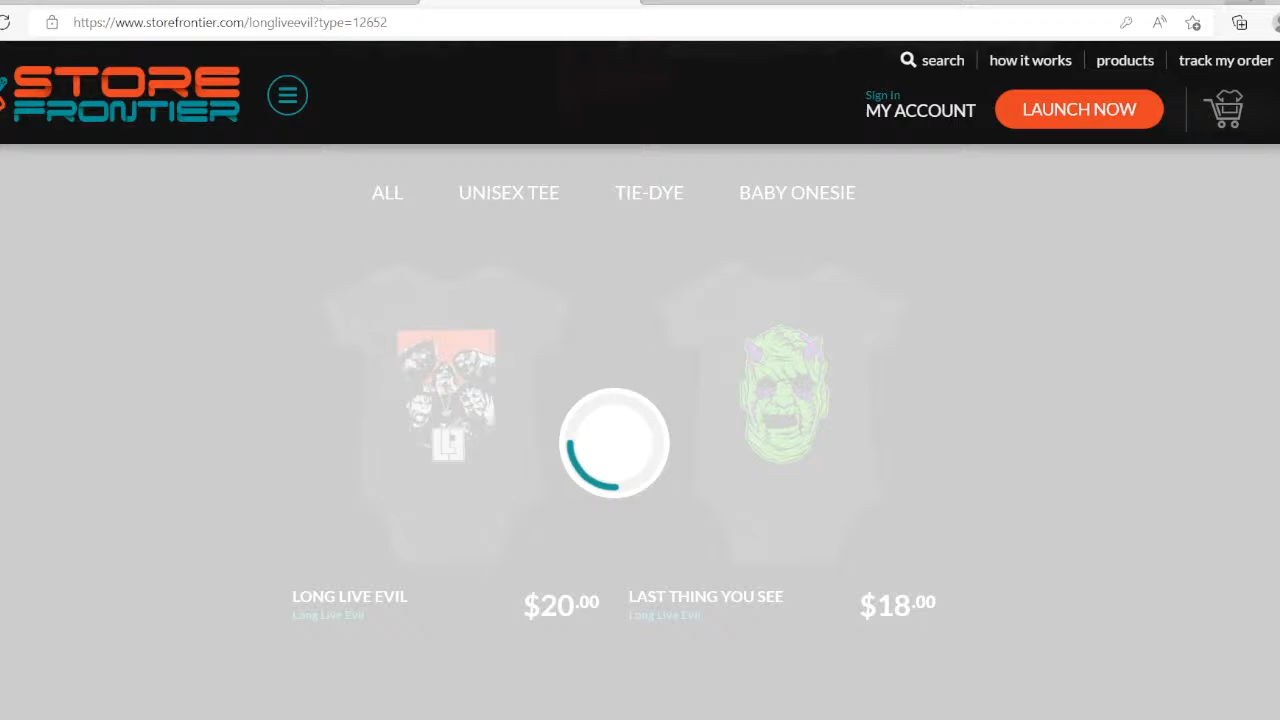 https://www.storefrontier.com/longliveevil?type=12652
search
how it works
products
track my order
STORE
FRONTIER
Sign in
MY ACCOUNT
LAUNCH NOW
ALL
UNISEX TEE
TIE-DYE
BABY ONESIE
LONG LIVE EVIL
Long Live Evil
$20.00
LAST THING YOU SEE
Long Live Evil
$18.00